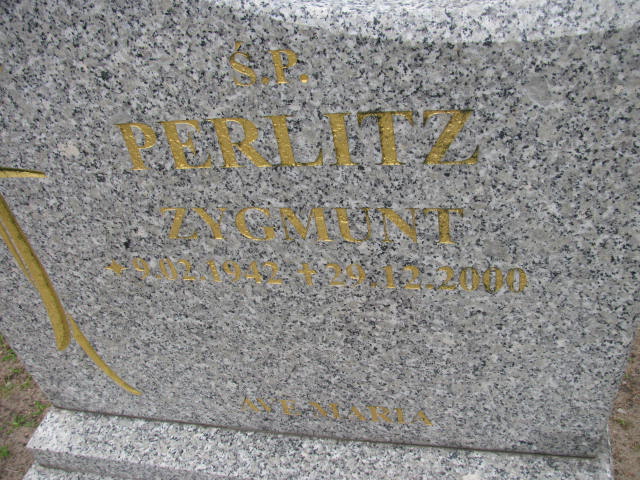 Ś.P.
PERLITZ
ZYGMUNT
* 9.02.1942 + 29.12.2000
AVE MARIA